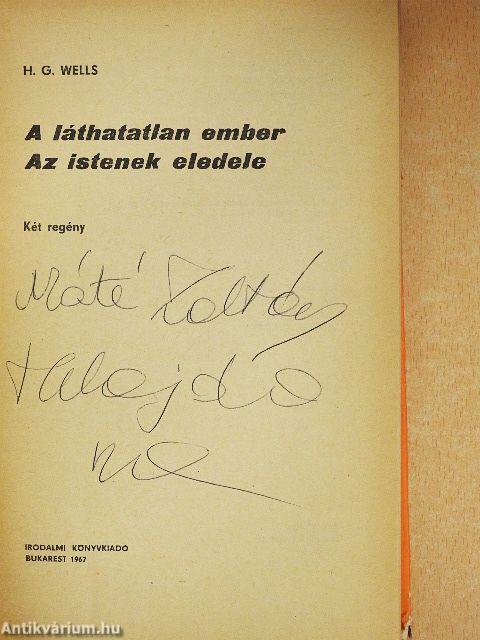 H. G. WELLS
A láthatatlan ember
Az istenek eledele
Két regény
Máté Zoltán
tulajdona
IRODALMI KÖNYVKIADÓ
BUKAREST 1967
Antikvárium.hu